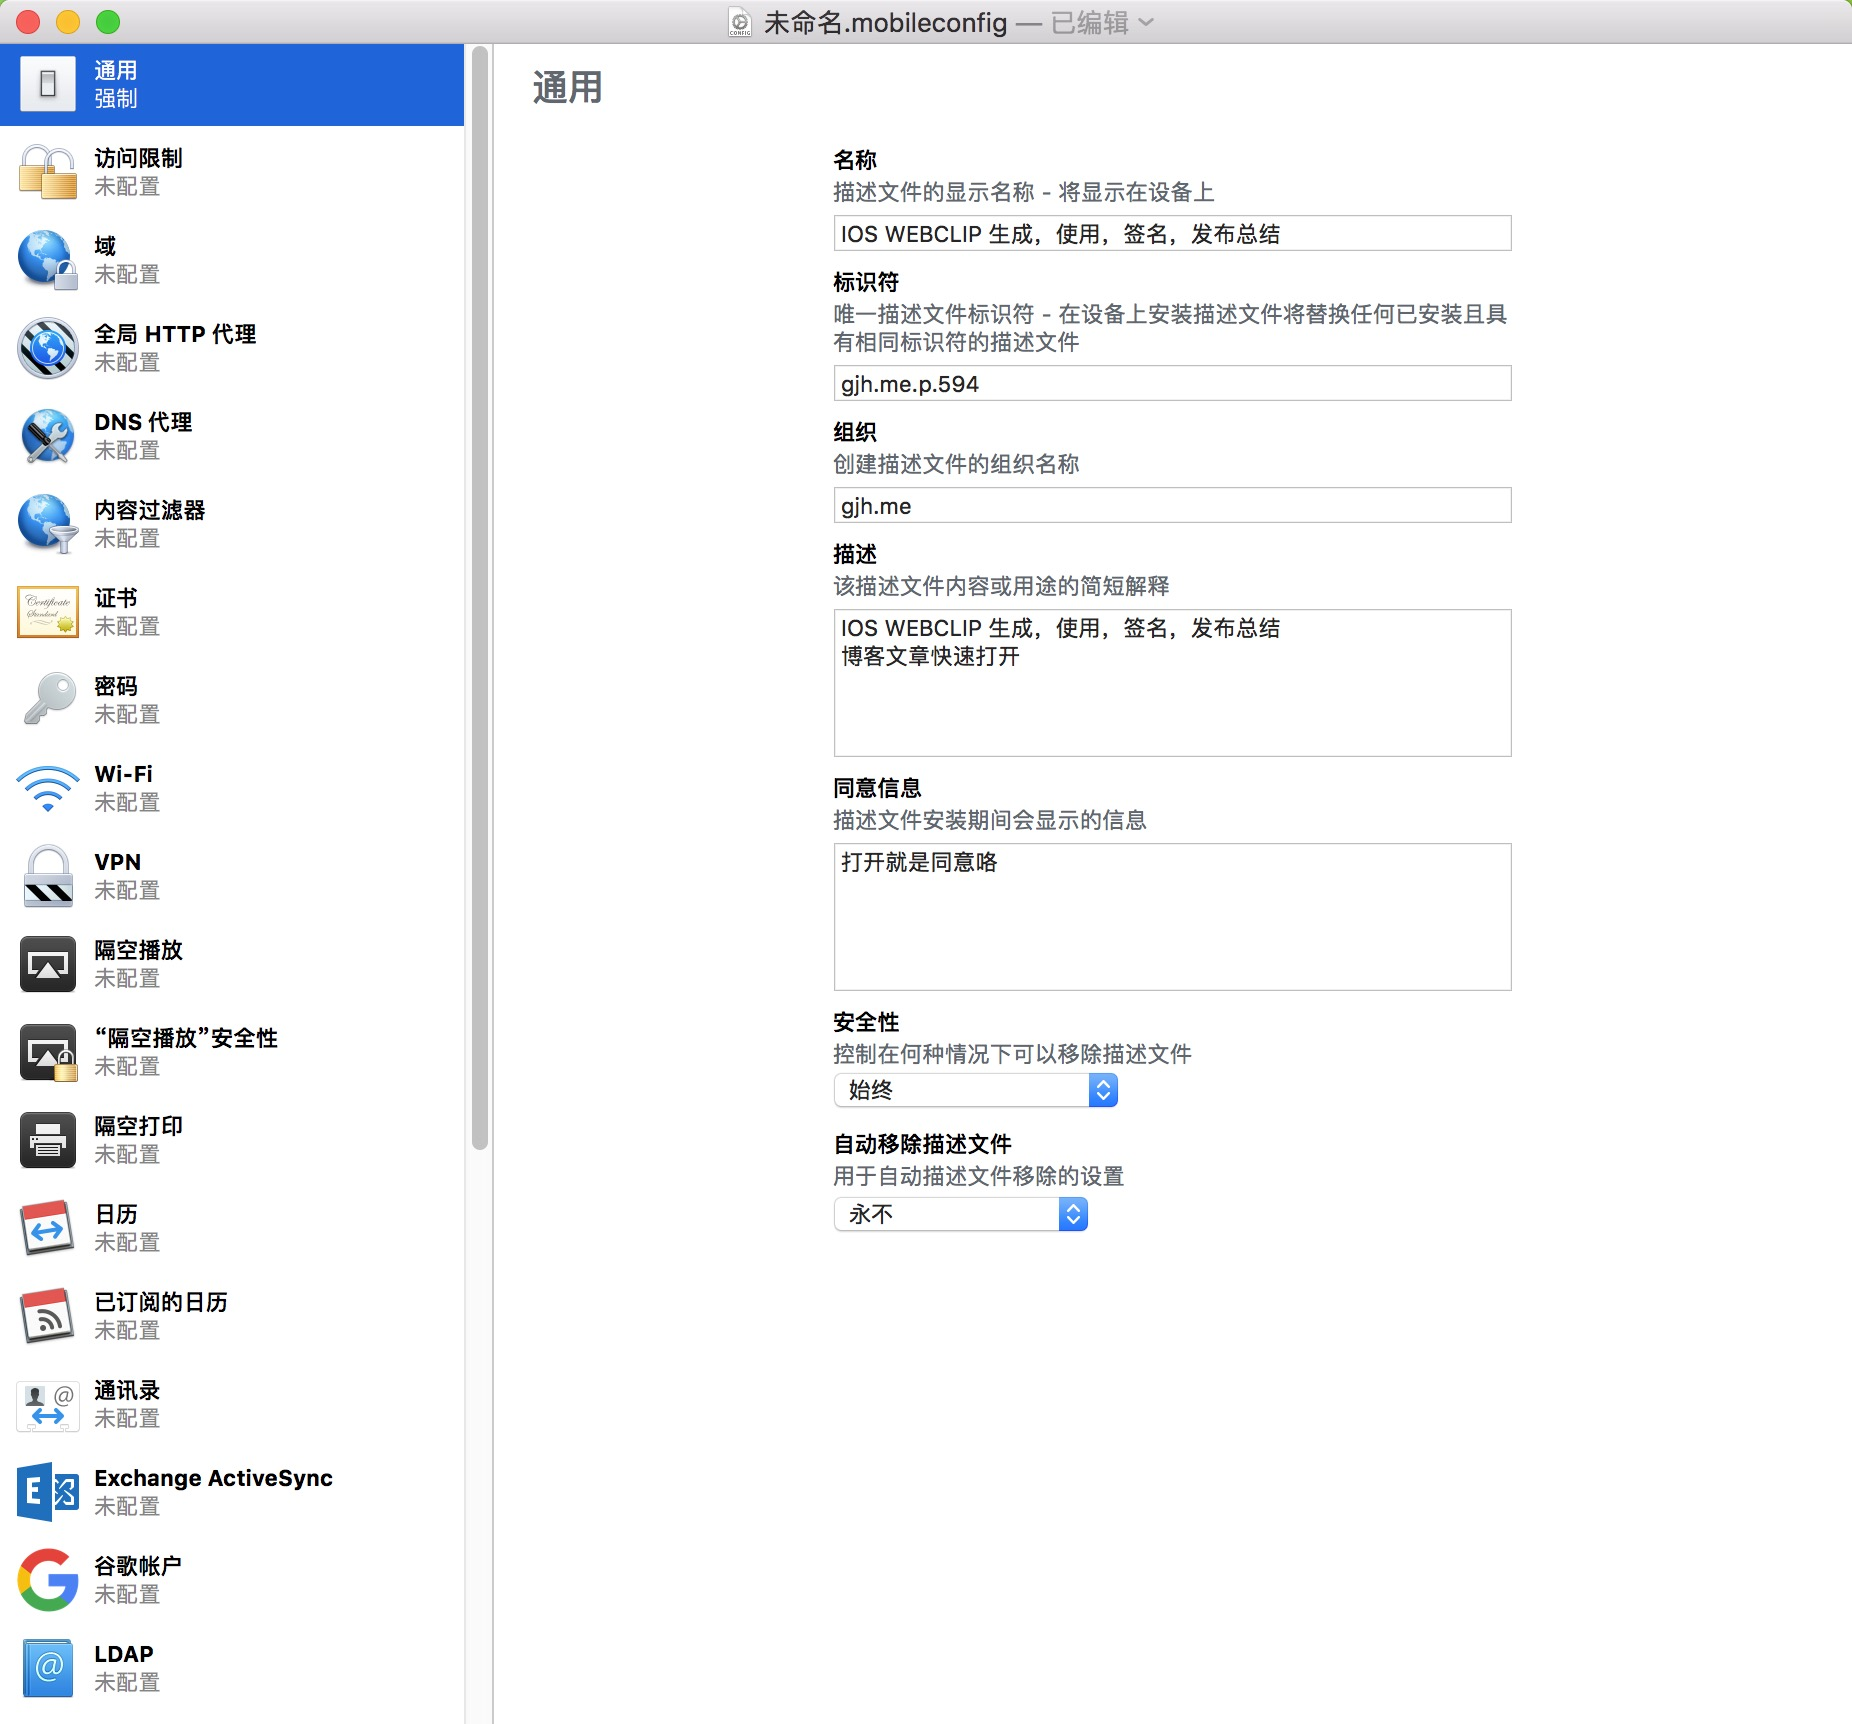 未命名.mobileconfig — 已编辑
通用
强制
访问限制
未配置
域
未配置
全局 HTTP 代理
未配置
DNS 代理
未配置
内容过滤器
未配置
证书
未配置
密码
未配置
Wi-Fi
未配置
VPN
未配置
隔空播放
未配置
“隔空播放”安全性
未配置
隔空打印
未配置
日历
未配置
已订阅的日历
未配置
通讯录
未配置
Exchange ActiveSync
未配置
谷歌帐户
未配置
LDAP
未配置
通用
名称
描述文件的显示名称 - 将显示在设备上
IOS WEBCLIP 生成，使用，签名，发布总结
标识符
唯一描述文件标识符 - 在设备上安装描述文件将替换任何已安装且具
有相同标识符的描述文件
gjh.me.p.594
组织
创建描述文件的组织名称
gjh.me
描述
该描述文件内容或用途的简短解释
IOS WEBCLIP 生成，使用，签名，发布总结
博客文章快速打开
同意信息
描述文件安装期间会显示的信息
打开就是同意咯
安全性
控制在何种情况下可以移除描述文件
始终
自动移除描述文件
用于自动描述文件移除的设置
永不